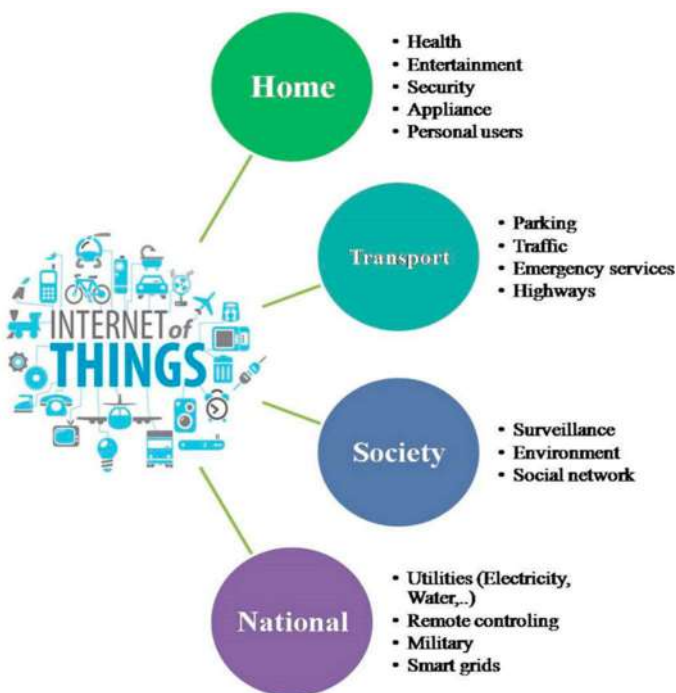 Home
• Health
• Entertainment
• Security
• Appliance
• Personal users
INTERNET of
THINGS
Transport
• Parking
• Traffic
• Emergency services
• Highways
Society
• Surveillance
• Environment
• Social network
National
• Utilities (Electricity,
Water,..)
• Remote controling
• Military
• Smart grids